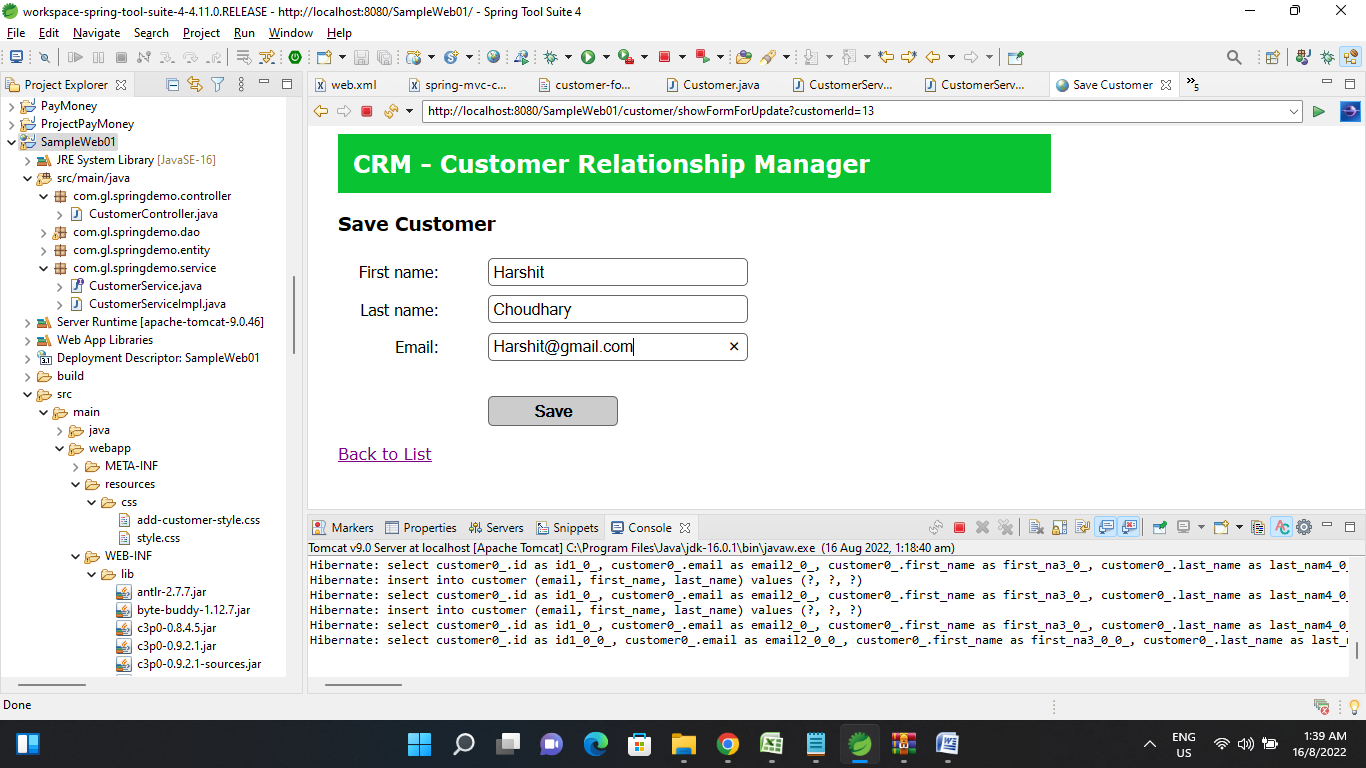 workspace-spring-tool-suite-4-4.11.0.RELEASE - http://localhost:8080/SampleWeb01/ - Spring Tool Suite 4
File Edit Navigate Search Project Run Window Help
Project Explorer
web.xml spring-mvc-c... customer-fo... Customer.java CustomerServ... CustomerServ... Save Customer 5
http://localhost:8080/SampleWeb01/customer/showFormForUpdate?customerId=13
PayMoney
ProjectPayMoney
SampleWeb01
JRE System Library [JavaSE-16]
src/main/java
com.gl.springdemo.controller
CustomerController.java
com.gl.springdemo.dao
com.gl.springdemo.entity
com.gl.springdemo.service
CustomerService.java
CustomerServiceImpl.java
Server Runtime [apache-tomcat-9.0.46]
Web App Libraries
Deployment Descriptor: SampleWeb01
build
src
main
java
webapp
META-INF
resources
css
add-customer-style.css
style.css
WEB-INF
lib
antlr-2.7.7.jar
byte-buddy-1.12.7.jar
c3p0-0.8.4.5.jar
c3p0-0.9.2.1.jar
c3p0-0.9.2.1-sources.jar
CRM - Customer Relationship Manager
Save Customer
First name: Harshit
Last name: Choudhary
Email: Harshit@gmail.com
Save
Back to List
Markers Properties Servers Snippets Console
Tomcat v9.0 Server at localhost [Apache Tomcat] C:\Program Files\Java\jdk-16.0.1\bin\javaw.exe (16 Aug 2022, 1:18:40 am)
Hibernate: select customer0_.id as id1_0_, customer0_.email as email2_0_, customer0_.first_name as first_na3_0_, customer0_.last_name as last_nam4_0_
Hibernate: insert into customer (email, first_name, last_name) values (?, ?, ?)
Hibernate: select customer0_.id as id1_0_, customer0_.email as email2_0_, customer0_.first_name as first_na3_0_, customer0_.last_name as last_nam4_0_
Hibernate: insert into customer (email, first_name, last_name) values (?, ?, ?)
Hibernate: select customer0_.id as id1_0_, customer0_.email as email2_0_, customer0_.first_name as first_na3_0_, customer0_.last_name as last_nam4_0_
Hibernate: select customer0_.id as id1_0_0_, customer0_.email as email2_0_0_, customer0_.first_name as first_na3_0_0_, customer0_.last_name as last_
Done
ENG
US
1:39 AM
16/8/2022